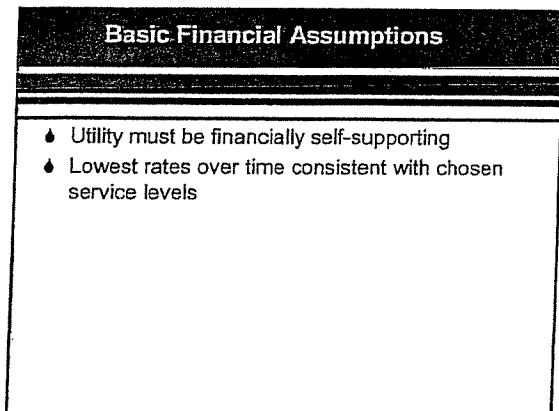 Basic Financial Assumptions
Utility must be financially self-supporting
Lowest rates over time consistent with chosen
service levels